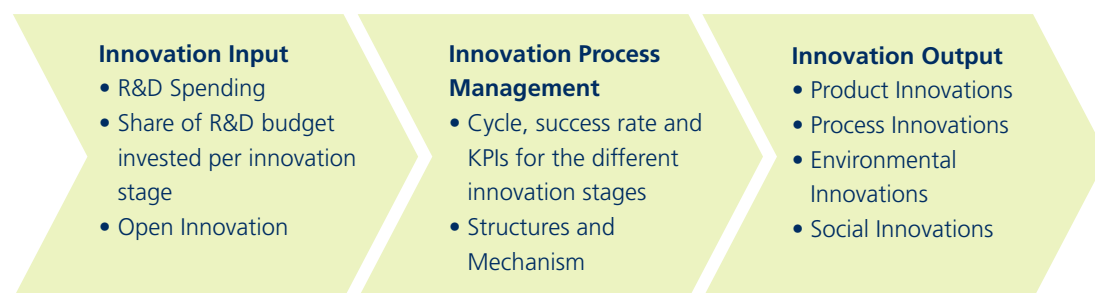 Innovation Input
• R&D Spending
• Share of R&D budget
invested per innovation
stage
• Open Innovation
Innovation Process
Management
• Cycle, success rate and
KPIs for the different
innovation stages
• Structures and
Mechanism
Innovation Output
• Product Innovations
• Process Innovations
• Environmental
Innovations
• Social Innovations